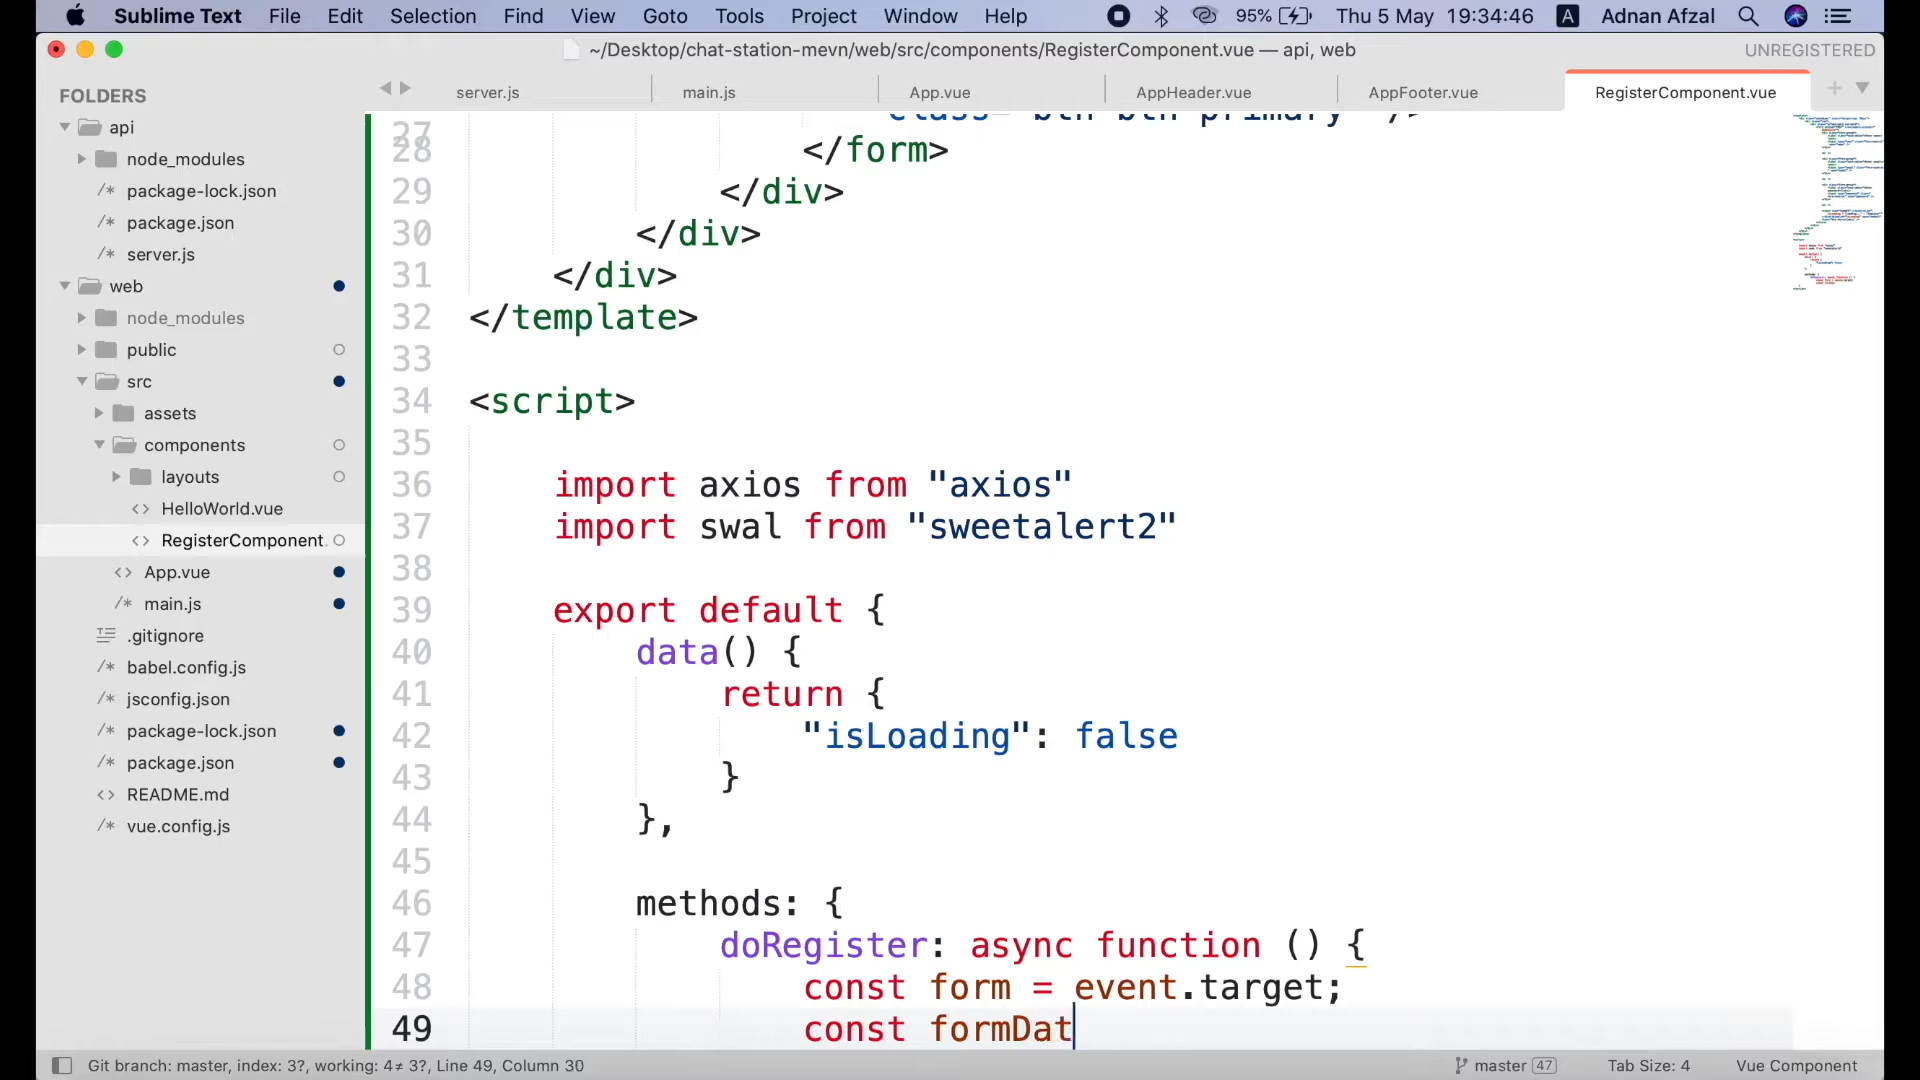 Sublime Text File Edit Selection Find View Goto Tools Project Window Help 95% Thu 5 May 19:34:46 A Adnan Afzal
~/Desktop/chat-station-mevn/web/src/components/RegisterComponent.vue — api, web UNREGISTERED
FOLDERS
api
node_modules
package-lock.json
package.json
server.js
web
node_modules
public
src
assets
components
layouts
HelloWorld.vue
RegisterComponent.
App.vue
main.js
.gitignore
babel.config.js
jsconfig.json
package-lock.json
package.json
README.md
vue.config.js
server.js main.js App.vue AppHeader.vue AppFooter.vue RegisterComponent.vue
27 class="btn btn-primary" />
28 </form>
29 </div>
30 </div>
31 </div>
32 </template>
33
34 <script>
35
36 import axios from "axios"
37 import swal from "sweetalert2"
38
39 export default {
40 data() {
41 return {
42 "isLoading": false
43 }
44 },
45
46 methods: {
47 doRegister: async function () {
48 const form = event.target;
49 const formDat
Git branch: master, index: 3?, working: 4≠ 3?, Line 49, Column 30 master 47 Tab Size: 4 Vue Component